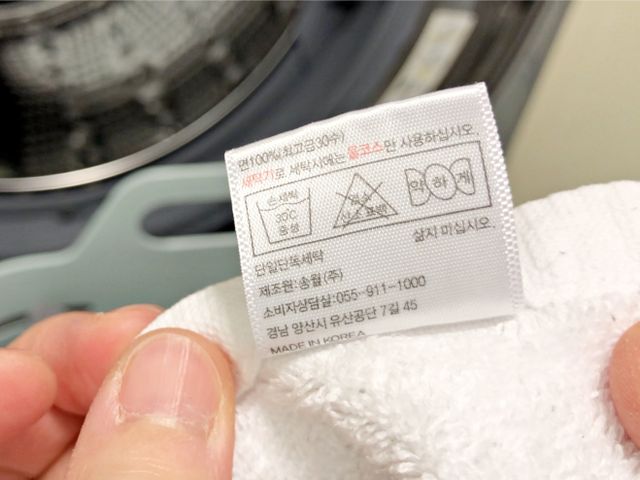 면100%(최고급30수)
세탁기로 세탁시에는 울코스만 사용하십시오.
손세탁
30℃
중성
염소
산소 표백
약 하 게
삶지 미십시오.
단일단독세탁
제조원:송월(주)
소비자상담실:055-911-1000
경남 양산시 유산공단 7길 45
MADE IN KOREA